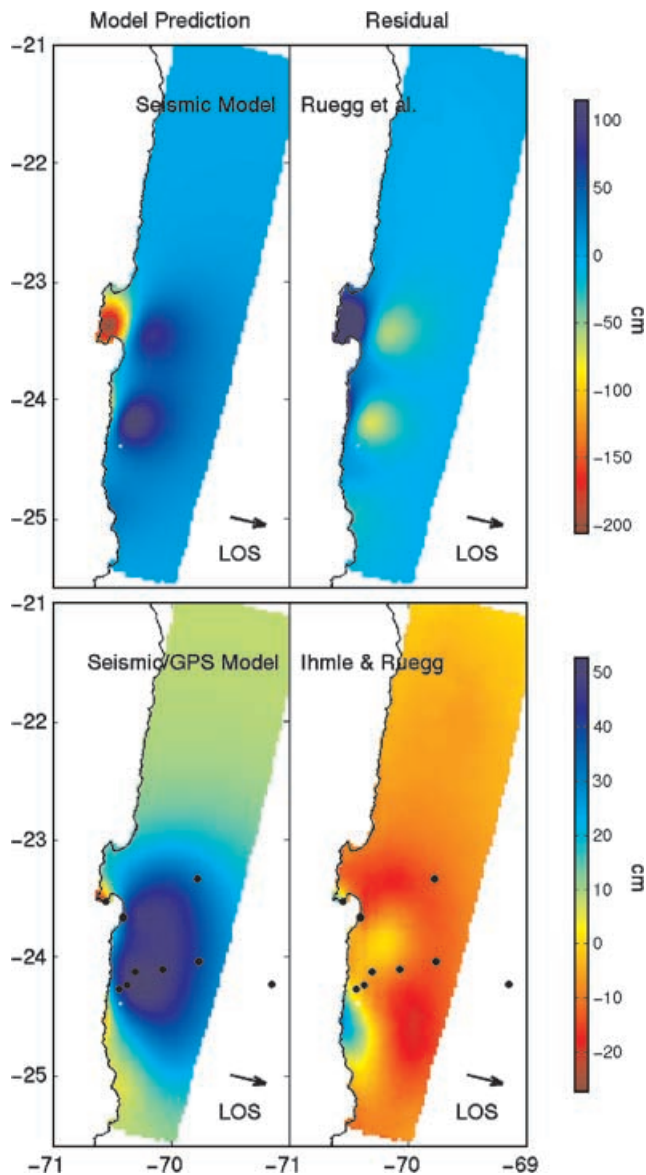 Model Prediction
Residual
-21
-22
-23
-24
-25
Seismic Model
Ruegg et al.
LOS
LOS
100
50
0
-50
-100
-150
-200
cm
-21
-22
-23
-24
-25
Seismic/GPS Model
Ihmle & Ruegg
LOS
LOS
50
40
30
20
10
0
-10
-20
cm
-71
-70
-71
-70
-69